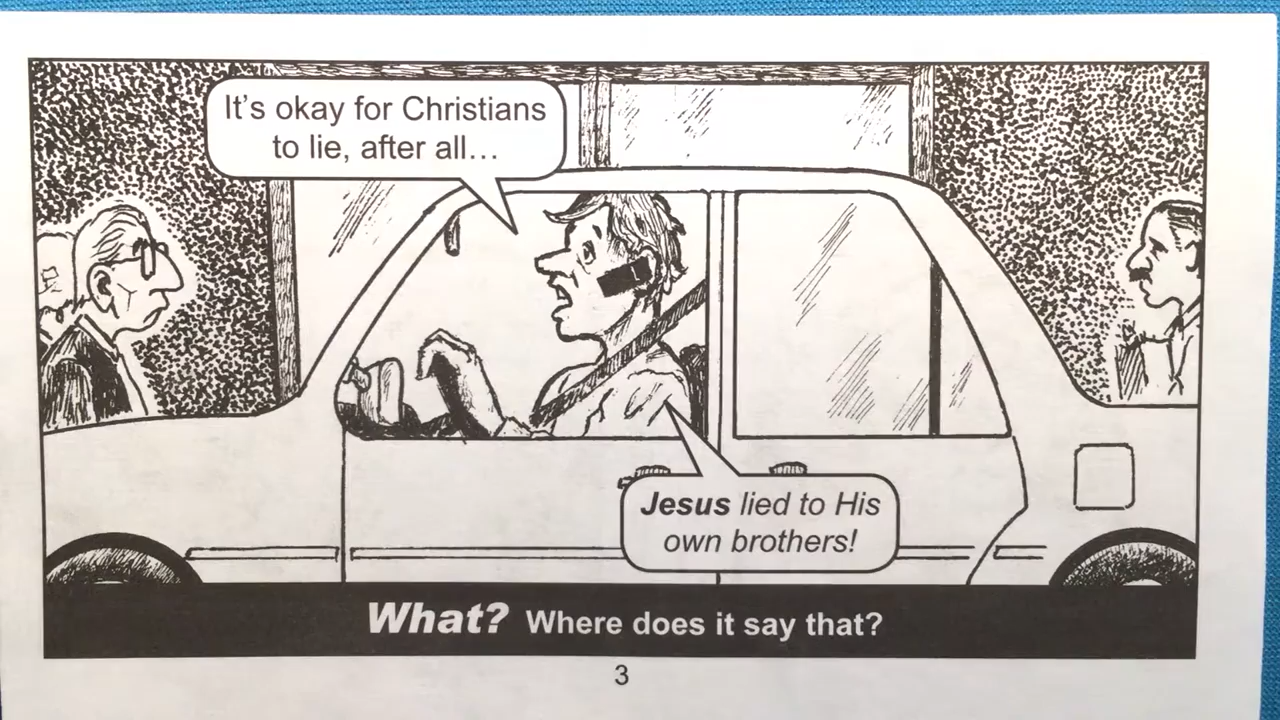 It's okay for Christians
to lie, after all...
Jesus lied to His
own brothers!
What? Where does it say that?
3